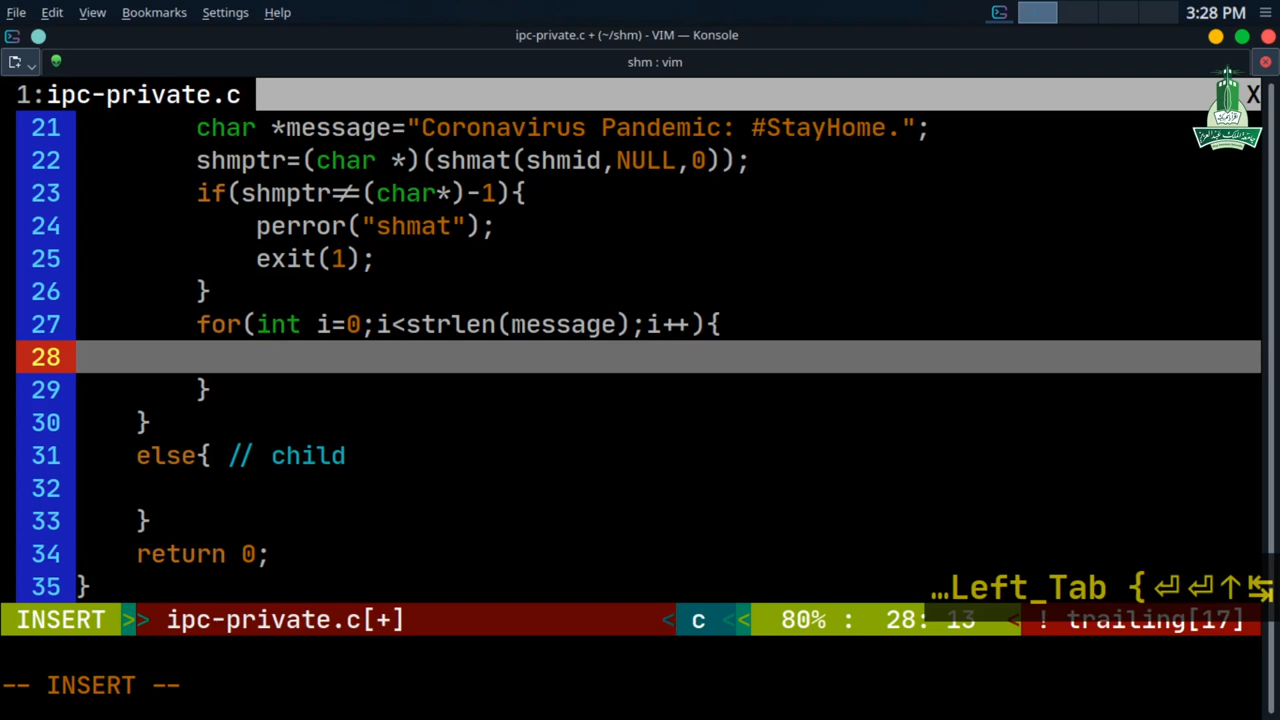 File Edit View Bookmarks Settings Help 3:28 PM
ipc-private.c + (~/shm) - VIM — Konsole
shm : vim
1:ipc-private.c X
21 char *message="Coronavirus Pandemic: #StayHome.";
22 shmptr=(char *)(shmat(shmid,NULL,0));
23 if(shmptr≠(char*)-1){
24 perror("shmat");
25 exit(1);
26 }
27 for(int i=0;i<strlen(message);i++){
28
29 }
30 }
31 else{ // child
32
33 }
34 return 0;
35 }
…Left_Tab {⏎⏎↑↹
INSERT >> ipc-private.c[+] < c << 80% : 28: 13 < ! trailing[17]
-- INSERT --